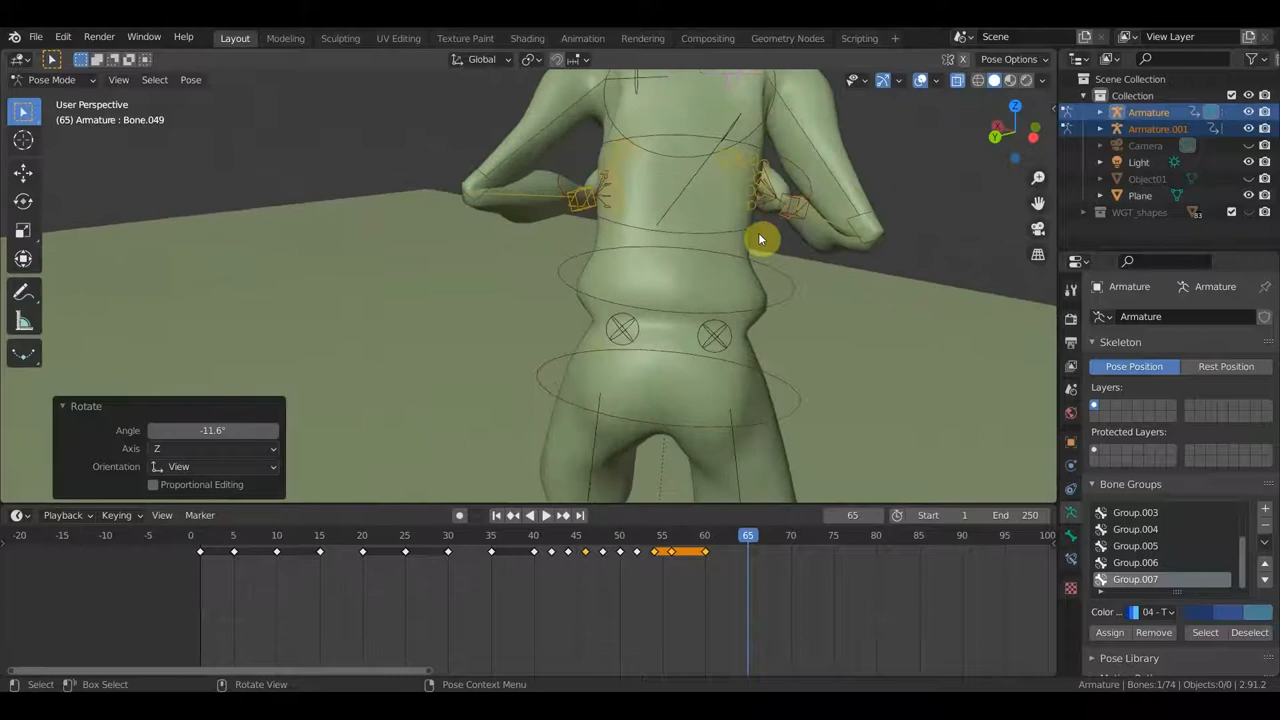 File Edit Render Window Help Layout Modeling Sculpting UV Editing Texture Paint Shading Animation Rendering Compositing Geometry Nodes Scripting + Scene View Layer
Global Pose Options
Pose Mode View Select Pose
User Perspective
(65) Armature : Bone.049
Scene Collection
Collection
Armature
Armature.001
Camera
Light
Object01
Plane
WGT_shapes 83
X Y Z
Armature Armature
Armature
Skeleton
Pose Position Rest Position
Layers:
Protected Layers:
Bone Groups
Group.003
Group.004
Group.005
Group.006
Group.007
Color ... 04 - T
Assign Remove Select Deselect
Pose Library
Rotate
Angle -11.6°
Axis Z
Orientation View
Proportional Editing
Playback Keying View Marker 65 Start 1 End 250
-20 -15 -10 -5 1 5 10 15 20 25 30 35 40 45 50 55 60 65 70 75 80 85 90 95 100
Select Box Select Rotate View Pose Context Menu Armature | Bones:1/74 | Objects:0/0 | 2.91.2